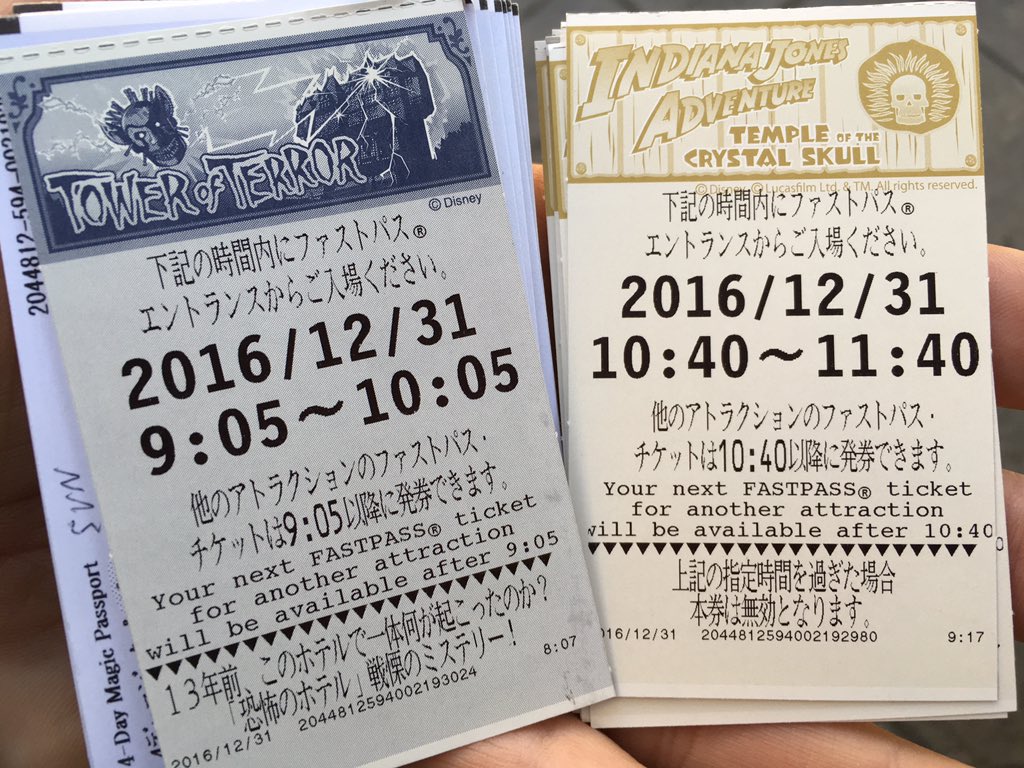 TOWER of TERROR
© Disney
下記の時間内にファストパス®
エントランスからご入場ください。
2016/12/31
9:05～10:05
他のアトラクションのファストパス・
チケットは9:05以降に発券できます。
Your next FASTPASS® ticket
for another attraction
will be available after 9:05
▼▼▼▼▼▼▼▼▼▼▼▼▼▼▼▼▼▼▼▼▼▼▼▼▼▼
13年前 このホテルで一体何が起こったのか？
「恐怖のホテル」戦慄のミステリー！
8:07
2016/12/31 2044812594002193024
INDIANA JONES
ADVENTURE
TEMPLE OF THE
CRYSTAL SKULL
© Disney © Lucasfilm Ltd. & TM. All rights reserved.
下記の時間内にファストパス®
エントランスからご入場ください。
2016/12/31
10:40～11:40
他のアトラクションのファストパス・
チケットは10:40以降に発券できます。
Your next FASTPASS® ticket
for another attraction
will be available after 10:40
▼▼▼▼▼▼▼▼▼▼▼▼▼▼▼▼▼▼▼▼▼▼▼▼▼▼
上記の指定時間を過ぎた場合
本券は無効となります。
016/12/31 2044812594002192980 9:17
4-Day Magic Passport